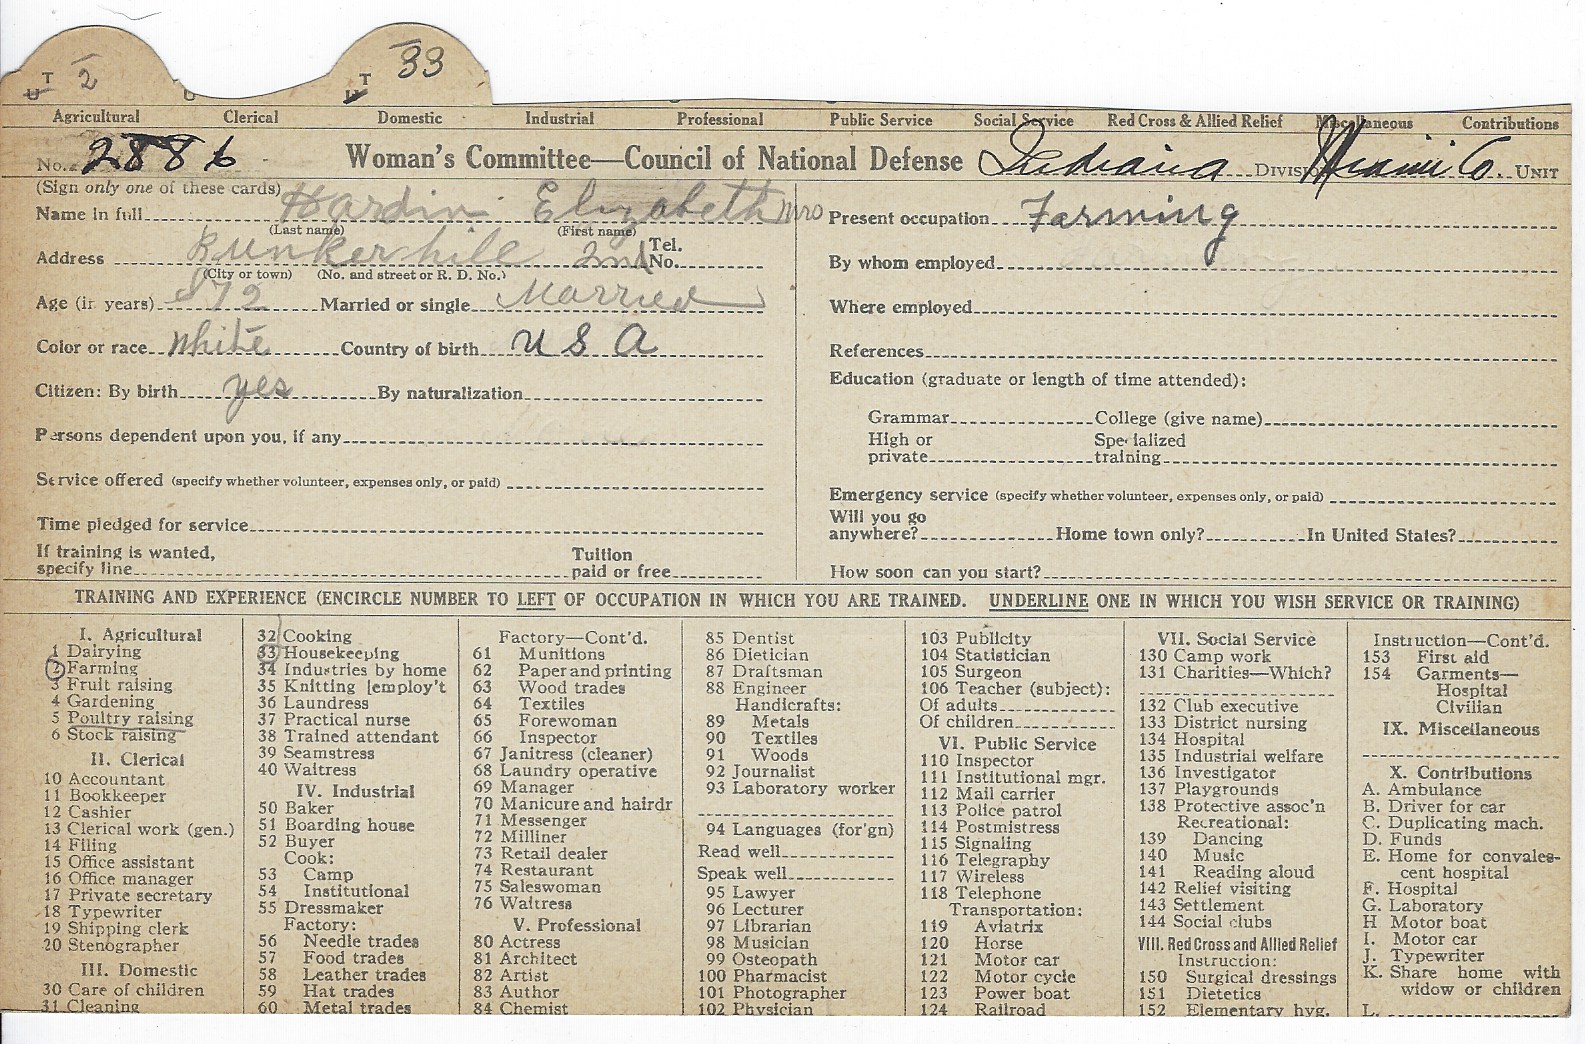 T 2 T 33
Agricultural Clerical Domestic Industrial Professional Public Service Social Service Red Cross & Allied Relief Miscellaneous Contributions
No. 2886 Woman's Committee—Council of National Defense Indiana Division Miami Co. Unit
(Sign only one of these cards)
Name in full Hardin Elizabeth Mrs
(Last name) (First name)
Address Bunkerhill 2nd Tel. No.
(City or town) (No. and street or R. D. No.)
Age (in years) 72 Married or single Married
Color or race White Country of birth U S A
Citizen: By birth yes By naturalization
Persons dependent upon you, if any
Service offered (specify whether volunteer, expenses only, or paid)
Time pledged for service
If training is wanted, Tuition
specify line paid or free
Present occupation Farming
By whom employed
Where employed
References
Education (graduate or length of time attended):
Grammar College (give name)
High or Specialized
private training
Emergency service (specify whether volunteer, expenses only, or paid)
Will you go
anywhere? Home town only? In United States?
How soon can you start?
TRAINING AND EXPERIENCE (ENCIRCLE NUMBER TO LEFT OF OCCUPATION IN WHICH YOU ARE TRAINED. UNDERLINE ONE IN WHICH YOU WISH SERVICE OR TRAINING)
I. Agricultural
1 Dairying
2 Farming
3 Fruit raising
4 Gardening
5 Poultry raising
6 Stock raising
II. Clerical
10 Accountant
11 Bookkeeper
12 Cashier
13 Clerical work (gen.)
14 Filing
15 Office assistant
16 Office manager
17 Private secretary
18 Typewriter
19 Shipping clerk
20 Stenographer
III. Domestic
30 Care of children
31 Cleaning
32 Cooking
33 Housekeeping
34 Industries by home
35 Knitting [employ't
36 Laundress
37 Practical nurse
38 Trained attendant
39 Seamstress
40 Waitress
IV. Industrial
50 Baker
51 Boarding house
52 Buyer
Cook:
53 Camp
54 Institutional
55 Dressmaker
Factory:
56 Needle trades
57 Food trades
58 Leather trades
59 Hat trades
60 Metal trades
Factory—Cont'd.
61 Munitions
62 Paper and printing
63 Wood trades
64 Textiles
65 Forewoman
66 Inspector
67 Janitress (cleaner)
68 Laundry operative
69 Manager
70 Manicure and hairdr
71 Messenger
72 Milliner
73 Retail dealer
74 Restaurant
75 Saleswoman
76 Waitress
V. Professional
80 Actress
81 Architect
82 Artist
83 Author
84 Chemist
85 Dentist
86 Dietician
87 Draftsman
88 Engineer
Handicrafts:
89 Metals
90 Textiles
91 Woods
92 Journalist
93 Laboratory worker
94 Languages (for'gn)
Read well
Speak well
95 Lawyer
96 Lecturer
97 Librarian
98 Musician
99 Osteopath
100 Pharmacist
101 Photographer
102 Physician
103 Publicity
104 Statistician
105 Surgeon
106 Teacher (subject):
Of adults
Of children
VI. Public Service
110 Inspector
111 Institutional mgr.
112 Mail carrier
113 Police patrol
114 Postmistress
115 Signaling
116 Telegraphy
117 Wireless
118 Telephone
Transportation:
119 Aviatrix
120 Horse
121 Motor car
122 Motor cycle
123 Power boat
124 Railroad
VII. Social Service
130 Camp work
131 Charities—Which?
132 Club executive
133 District nursing
134 Hospital
135 Industrial welfare
136 Investigator
137 Playgrounds
138 Protective assoc'n
Recreational:
139 Dancing
140 Music
141 Reading aloud
142 Relief visiting
143 Settlement
144 Social clubs
VIII. Red Cross and Allied Relief
Instruction:
150 Surgical dressings
151 Dietetics
152 Elementary hyg.
Instruction—Cont'd.
153 First aid
154 Garments—
Hospital
Civilian
IX. Miscellaneous
X. Contributions
A. Ambulance
B. Driver for car
C. Duplicating mach.
D. Funds
E. Home for convales-
cent hospital
F. Hospital
G. Laboratory
H Motor boat
I. Motor car
J. Typewriter
K. Share home with
widow or children
L.